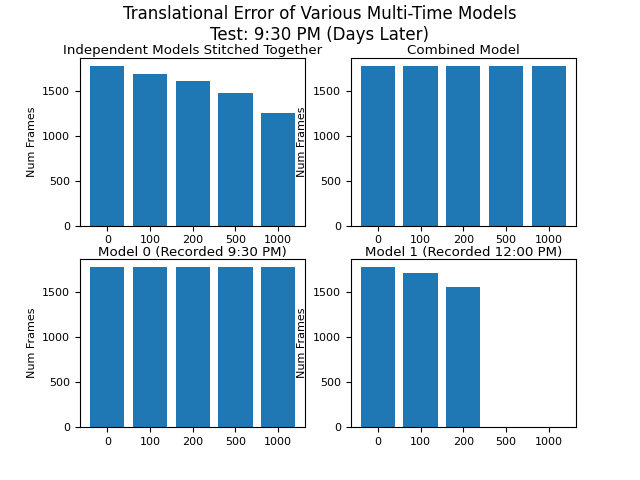 Translational Error of Various Multi-Time Models
Test: 9:30 PM (Days Later)
Independent Models Stitched Together
Num Frames
1500
1000
500
0
0 100 200 500 1000
Combined Model
Num Frames
1500
1000
500
0
0 100 200 500 1000
Model 0 (Recorded 9:30 PM)
Num Frames
1500
1000
500
0
0 100 200 500 1000
Model 1 (Recorded 12:00 PM)
Num Frames
1500
1000
500
0
0 100 200 500 1000